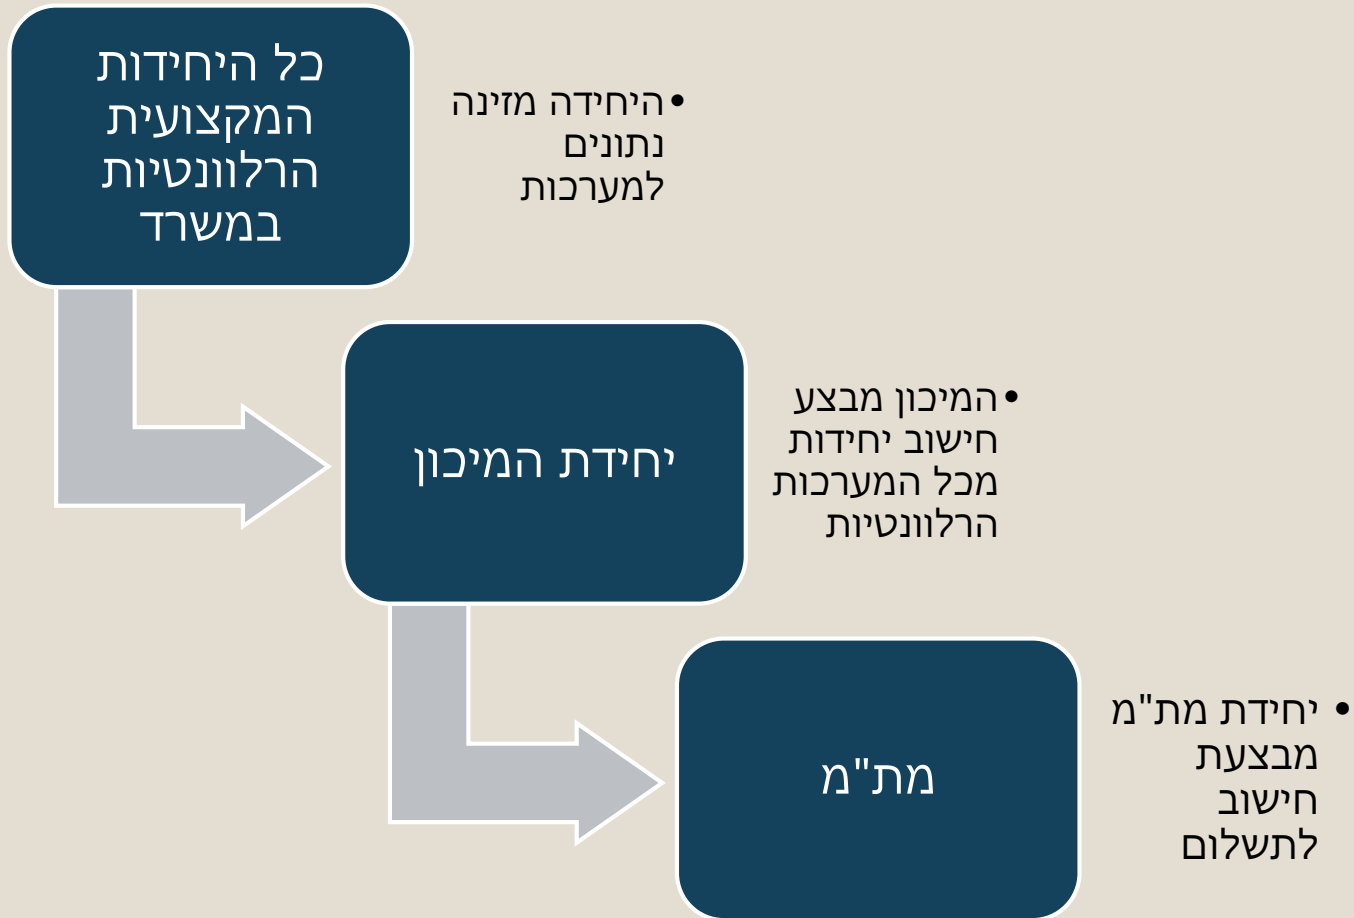 כל היחידות
המקצועית
הרלוונטיות
במשרד
•היחידה מזינה
נתונים
למערכות
יחידת המיכון
•המיכון מבצע
חישוב יחידות
מכל המערכות
הרלוונטיות
מת"מ
• יחידת מת"מ
מבצעת
חישוב
לתשלום